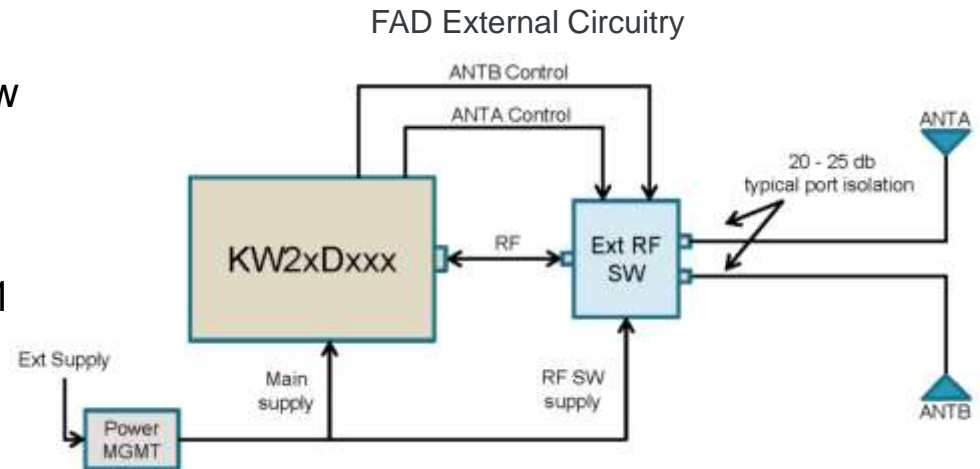 FAD External Circuitry
w
ANTB Control
ANTA Control
ANTA
20 - 25 db
typical port isolation
KW2xDxxx
RF
Ext RF
SW
1
Ext Supply
Main
supply
RF SW
supply
Power
MGMT
ANTB